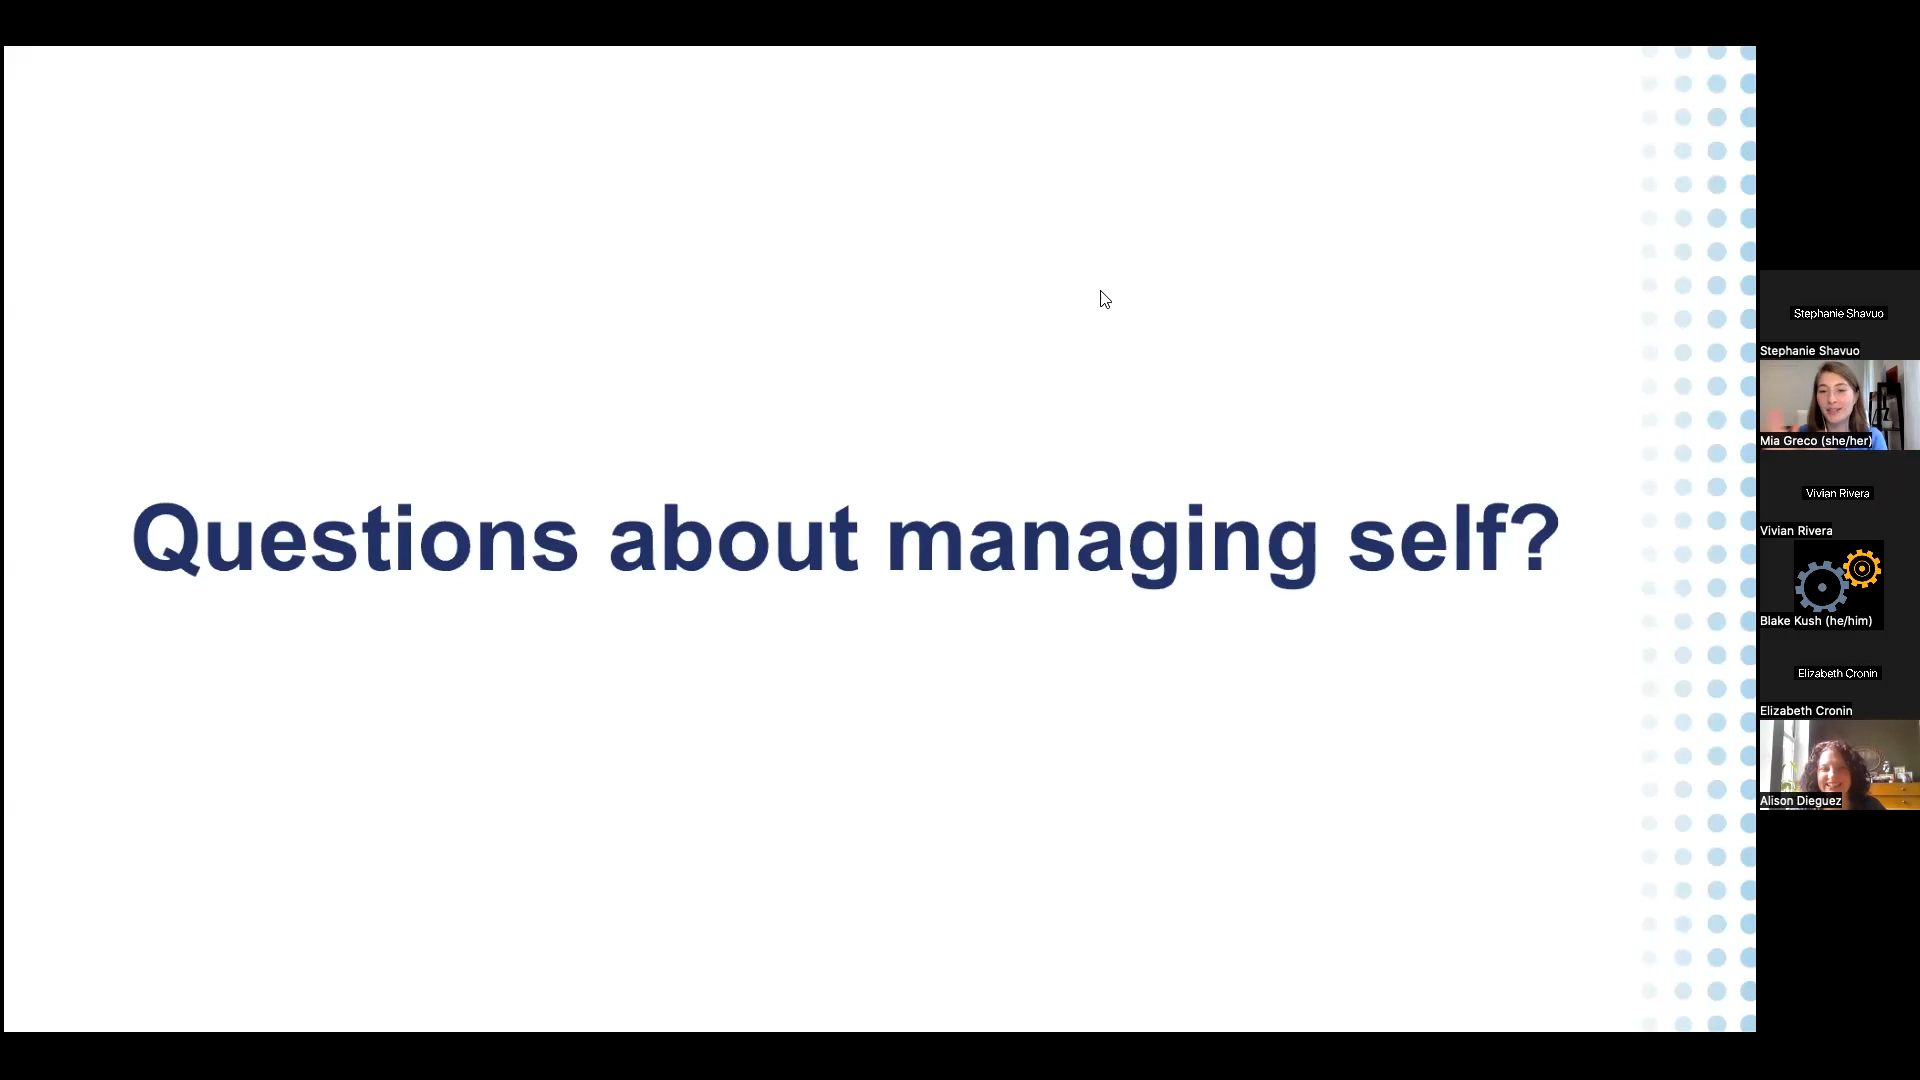 Questions about managing self?
Stephanie Shavuo
Stephanie Shavuo
Mia Greco (she/her)
Vivian Rivera
Vivian Rivera
Blake Kush (he/him)
Elizabeth Cronin
Elizabeth Cronin
Alison Dieguez